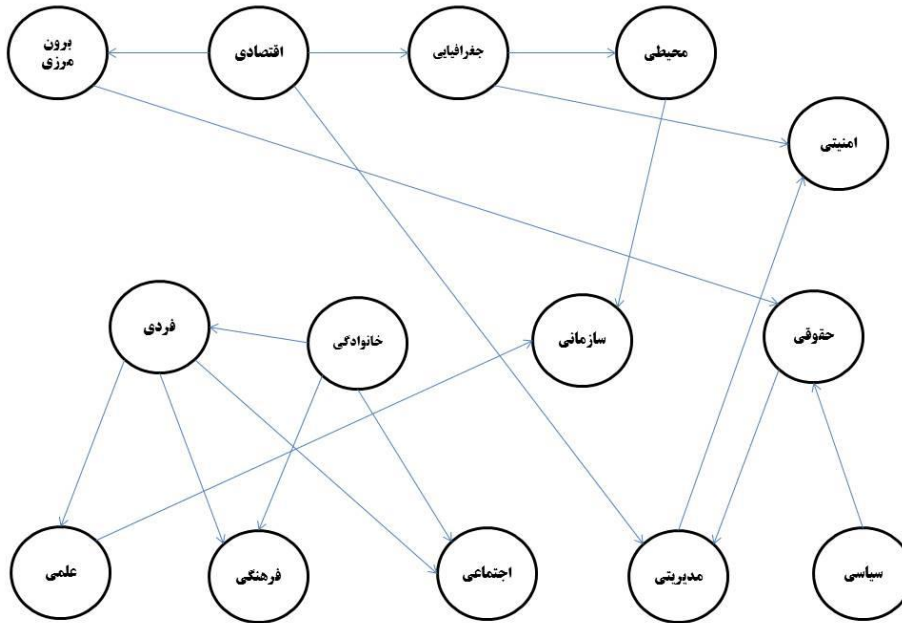 برون
مرزی
اقتصادی
جغرافیایی
محیطی
امنیتی
فردی
خانوادگی
سازمانی
حقوقی
علمی
فرهنگی
اجتماعی
مدیریتی
سیاسی